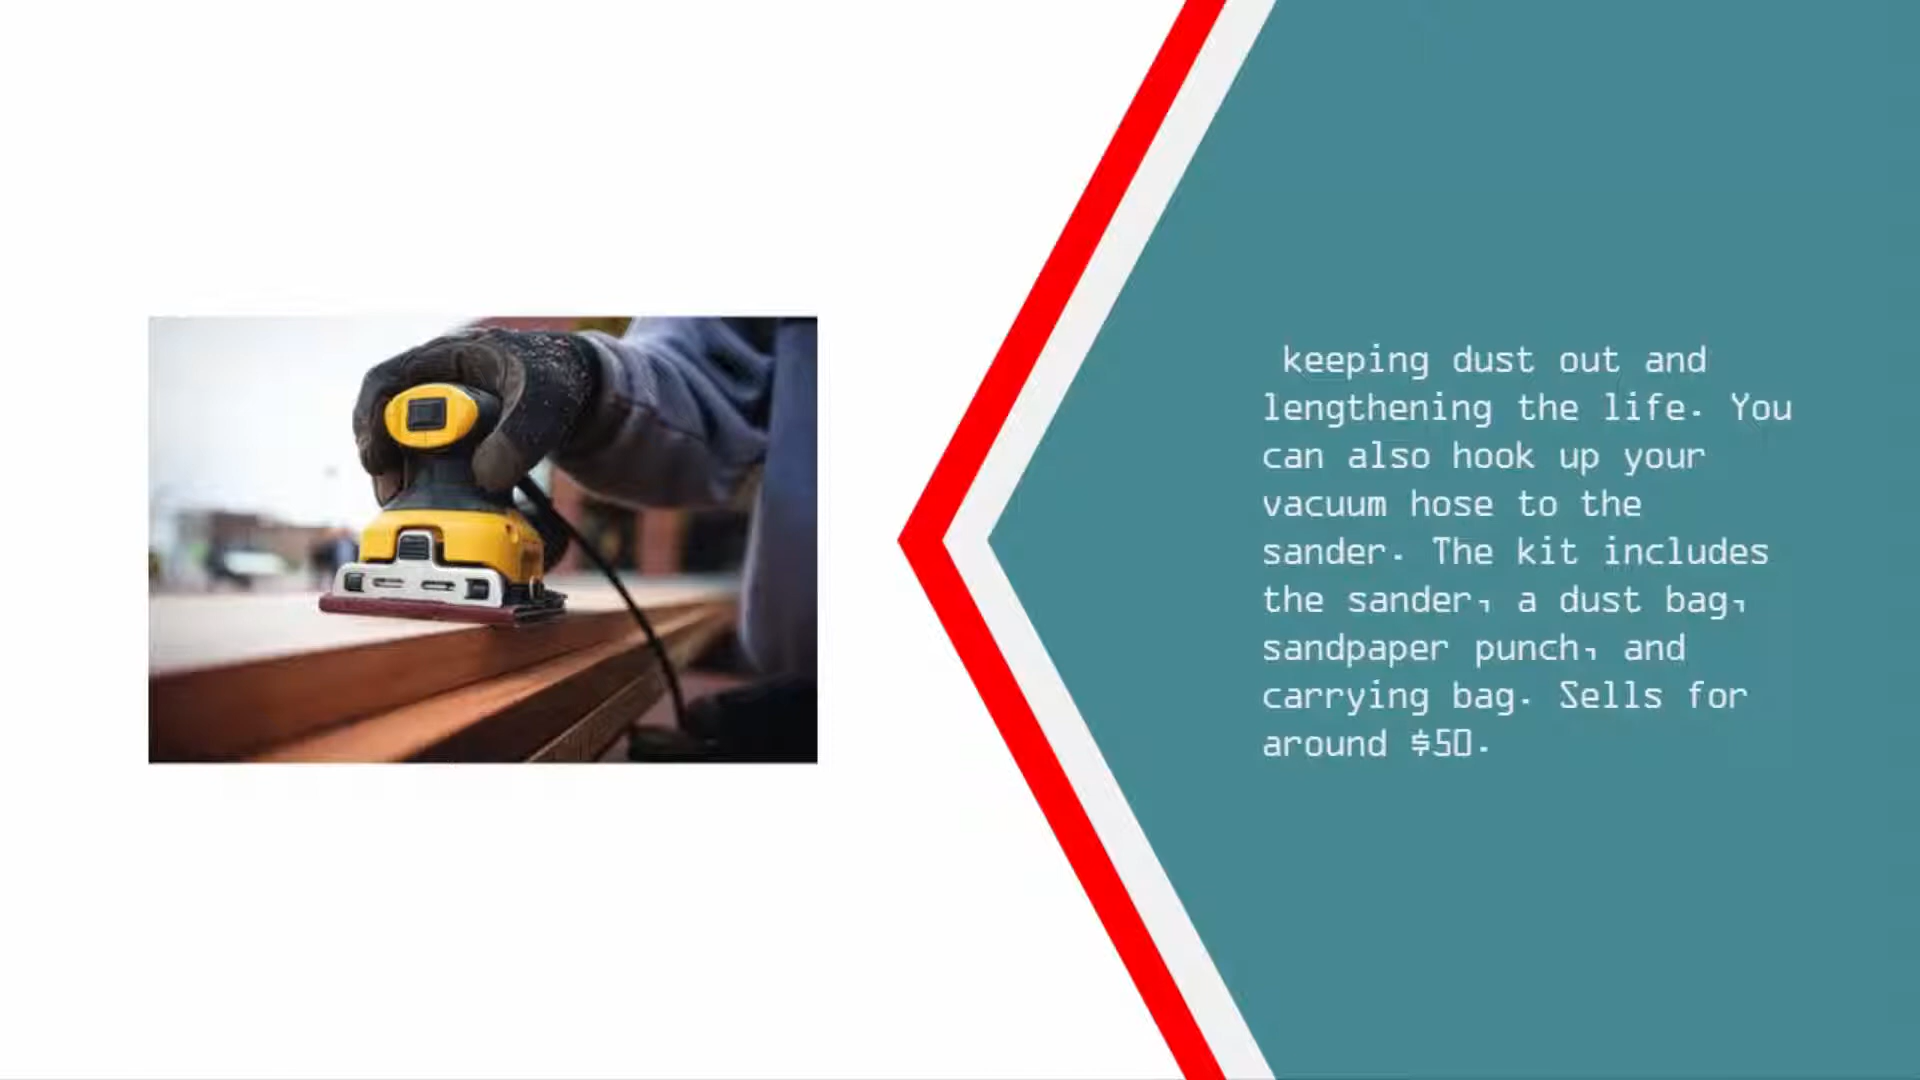 keeping dust out and
lengthening the life. You
can also hook up your
vacuum hose to the
sander. The kit includes
the sander, a dust bag,
sandpaper punch, and
carrying bag. Sells for
around $50.